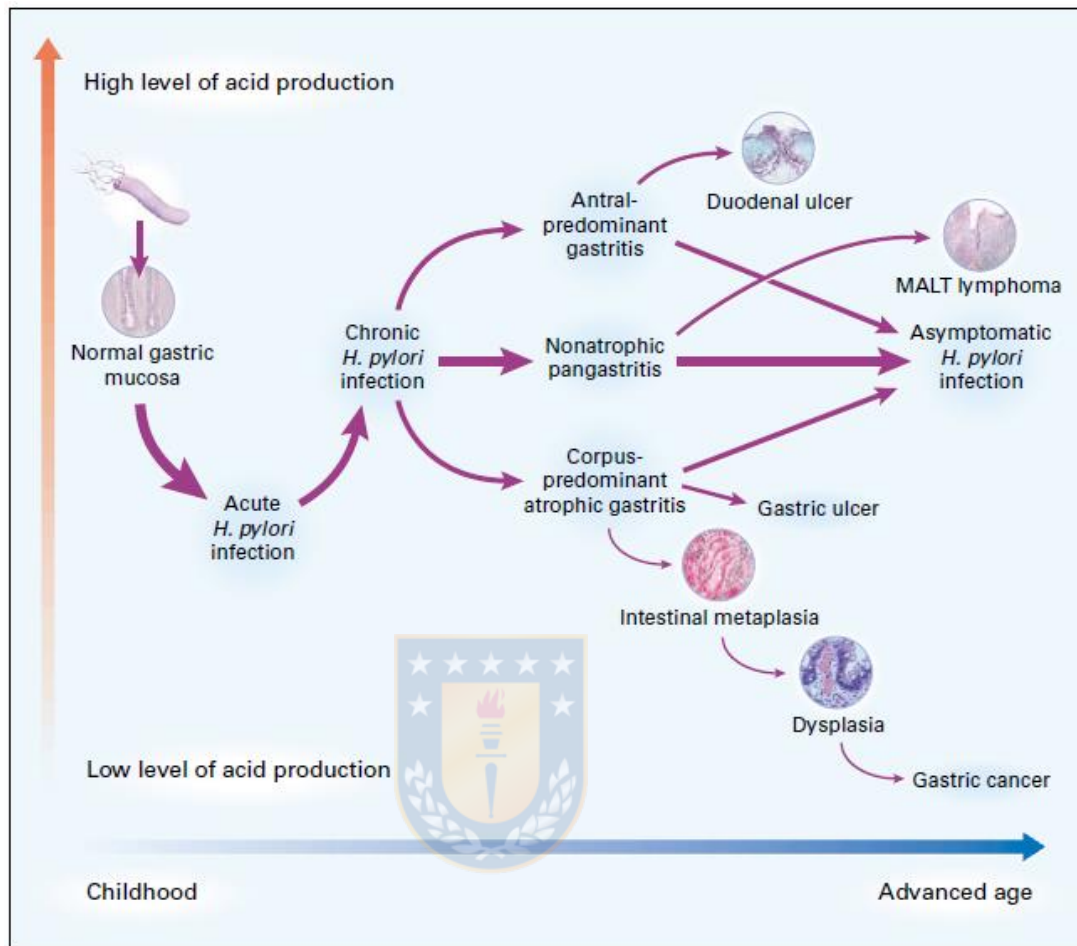 High level of acid production
Duodenal ulcer
Antral-
predominant
gastritis
MALT lymphoma
Normal gastric
mucosa
Chronic
H. pylori
infection
Nonatrophic
pangastritis
Asymptomatic
H. pylori
infection
Acute
H. pylori
infection
Corpus-
predominant
atrophic gastritis
Gastric ulcer
Intestinal metaplasia
Dysplasia
Low level of acid production
Gastric cancer
Childhood
Advanced age